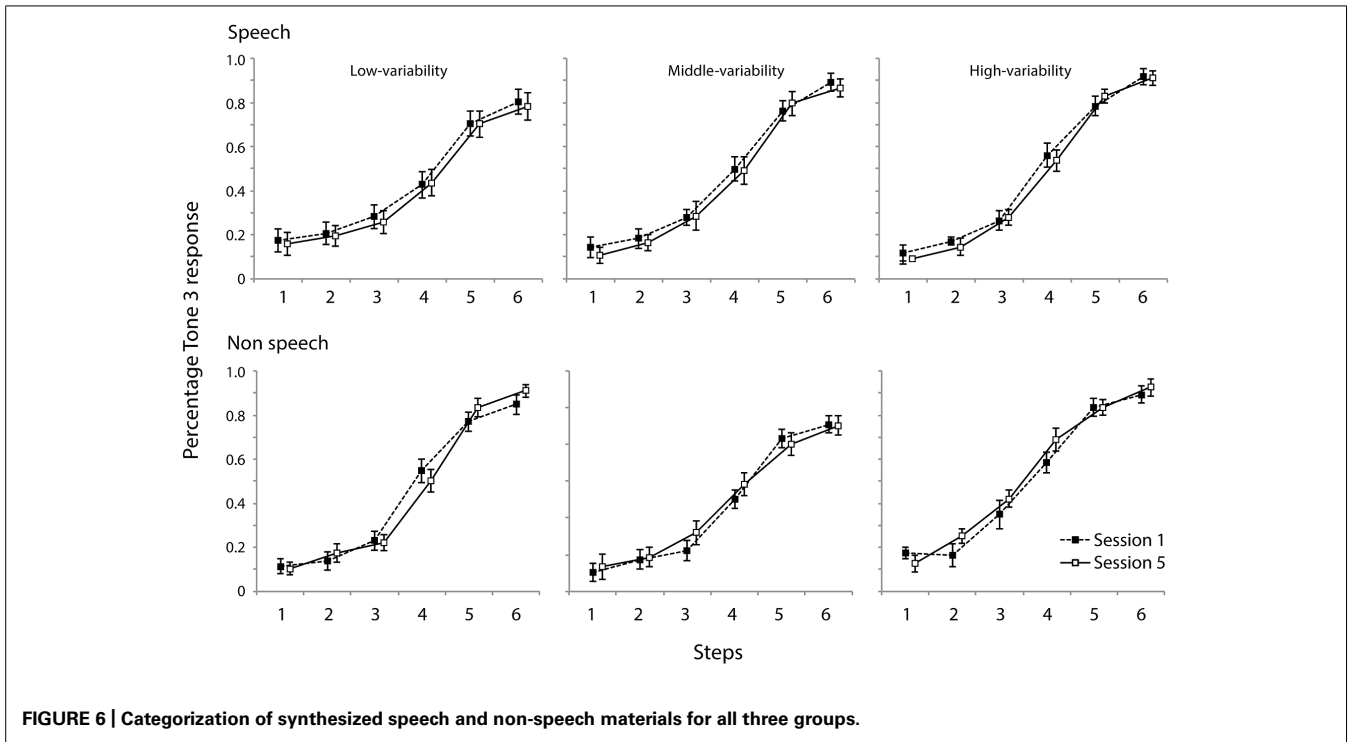 Speech
Low-variability
Middle-variability
High-variability
1.0
0.8
0.6
0.4
0.2
0
1 2 3 4 5 6
1 2 3 4 5 6
1 2 3 4 5 6
Percentage Tone 3 response
Non speech
1.0
0.8
0.6
0.4
0.2
0
1 2 3 4 5 6
1 2 3 4 5 6
1 2 3 4 5 6
Session 1
Session 5
Steps
FIGURE 6 | Categorization of synthesized speech and non-speech materials for all three groups.